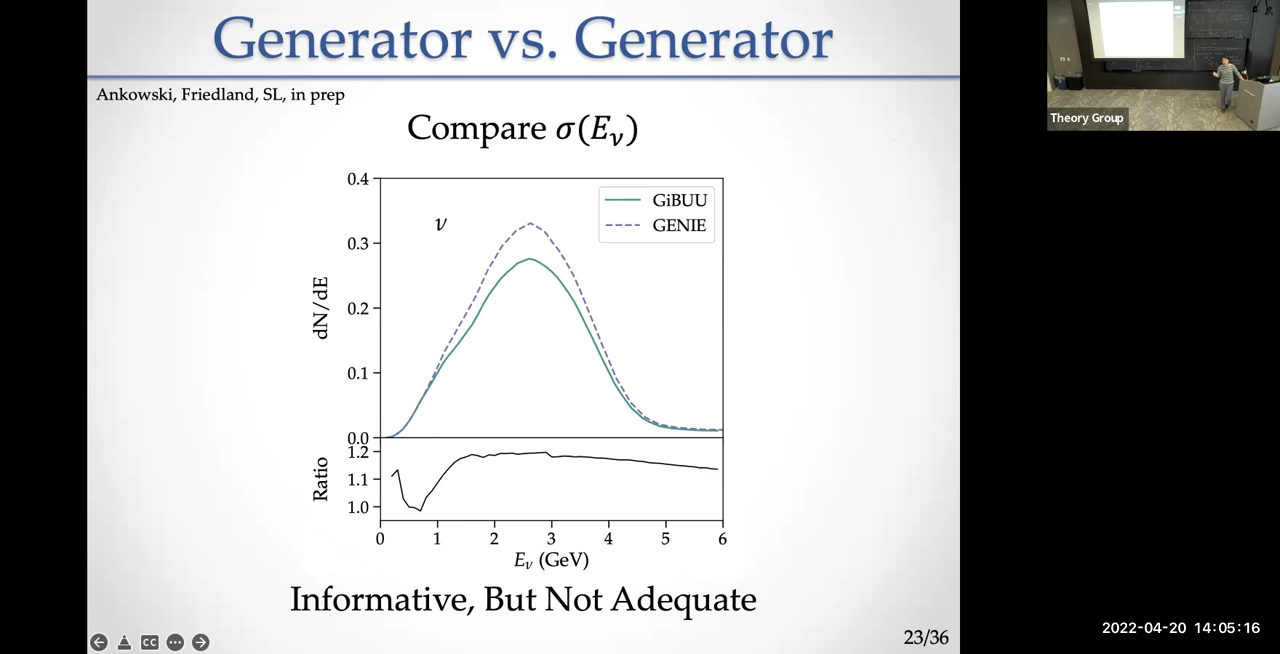 Generator vs. Generator
Ankowski, Friedland, SL, in prep
Compare σ(Eν)
0.4
0.3
0.2
0.1
0.0
dN/dE
ν
GiBUU
GENIE
1.2
1.1
1.0
Ratio
0 1 2 3 4 5 6
Eν (GeV)
Informative, But Not Adequate
CC
23/36
Theory Group
2022-04-20 14:05:16